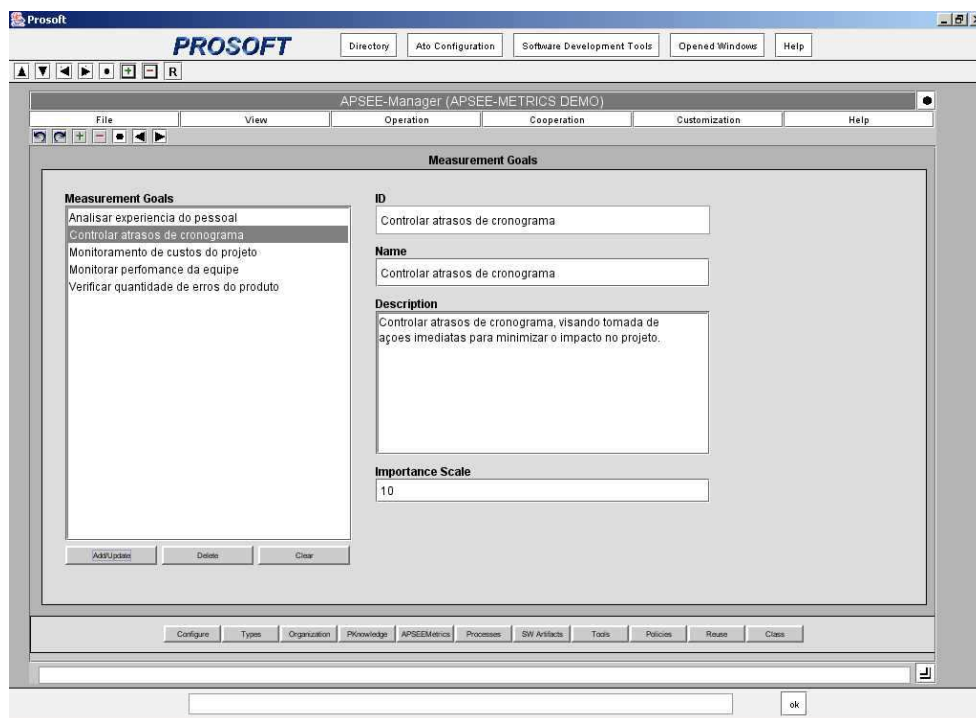 Prosoft
PROSOFT
Directory
Ato Configuration
Software Development Tools
Opened Windows
Help
R
APSEE-Manager (APSEE-METRICS DEMO)
File
View
Operation
Cooperation
Customization
Help
Measurement Goals
Measurement Goals
Analisar experiencia do pessoal
Controlar atrasos de cronograma
Monitoramento de custos do projeto
Monitorar perfomance da equipe
Verificar quantidade de erros do produto
ID
Controlar atrasos de cronograma
Name
Controlar atrasos de cronograma
Description
Controlar atrasos de cronograma, visando tomada de
açoes imediatas para minimizar o impacto no projeto.
Importance Scale
10
Add/Update
Delete
Clear
Configure
Types
Organization
PKnowledge
APSEEMetrics
Processes
SW Artifacts
Tools
Policies
Reuse
Class
ok